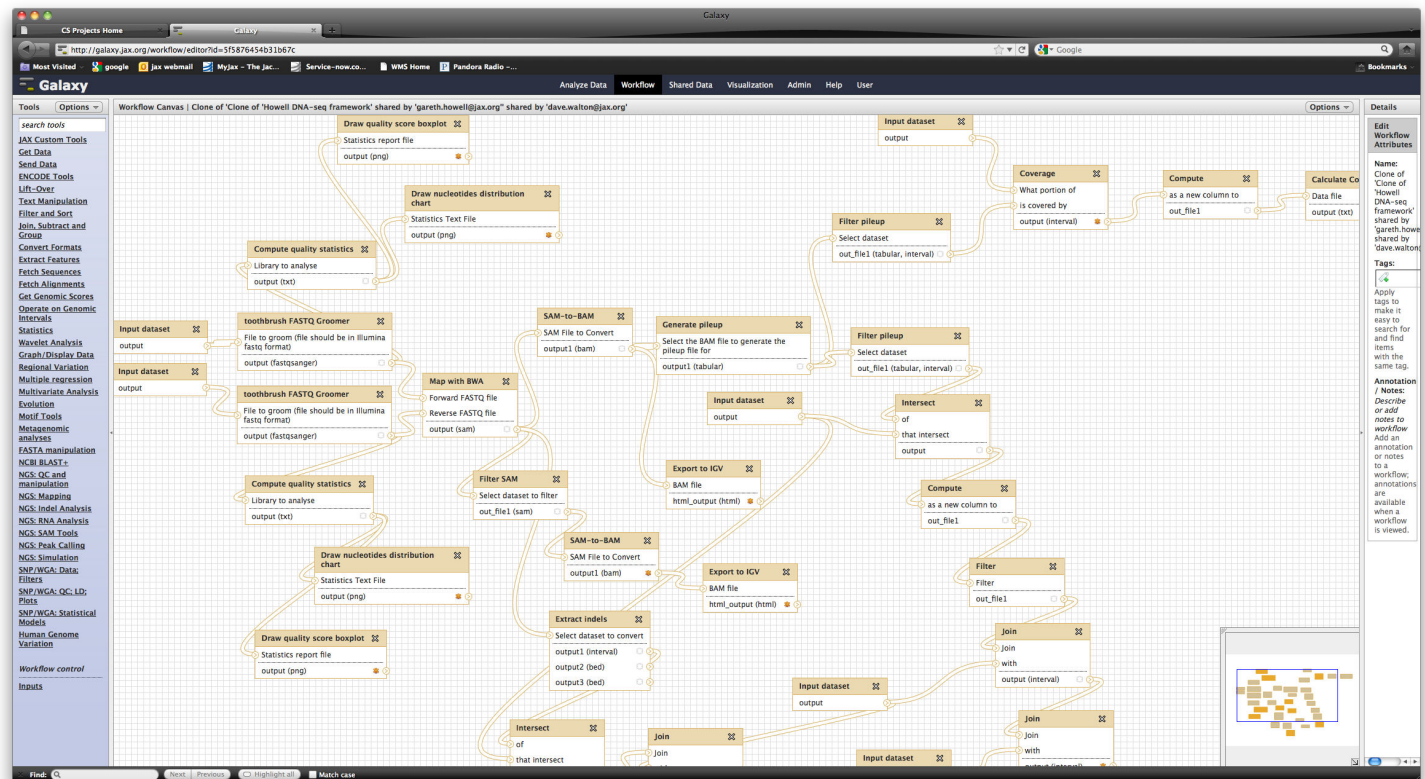 Galaxy
CS Projects Home
Galaxy
http://galaxy.jax.org/workflow/editor?id=5f5876454b31b67c
Google
Most Visited
google
jax webmail
MyJax - The Jac...
Service-now.co...
WMS Home
Pandora Radio -...
Bookmarks
Galaxy
Analyze Data Workflow Shared Data Visualization Admin Help User
Tools
Options
search tools
JAX Custom Tools
Get Data
Send Data
ENCODE Tools
Lift-Over
Text Manipulation
Filter and Sort
Join, Subtract and
Group
Convert Formats
Extract Features
Fetch Sequences
Fetch Alignments
Get Genomic Scores
Operate on Genomic
Intervals
Statistics
Wavelet Analysis
Graph/Display Data
Regional Variation
Multiple regression
Multivariate Analysis
Evolution
Motif Tools
Metagenomic
analyses
FASTA manipulation
NCBI BLAST+
NGS: QC and
manipulation
NGS: Mapping
NGS: Indel Analysis
NGS: RNA Analysis
NGS: SAM Tools
NGS: Peak Calling
NGS: Simulation
SNP/WGA: Data;
Filters
SNP/WGA: QC; LD;
Plots
SNP/WGA: Statistical
Models
Human Genome
Variation
Workflow control
Inputs
Workflow Canvas | Clone of 'Clone of 'Howell DNA-seq framework' shared by 'gareth.howell@jax.org'' shared by 'dave.walton@jax.org'
Options
Draw quality score boxplot
Statistics report file
output (png)
Draw nucleotides distribution
chart
Statistics Text File
output (png)
Compute quality statistics
Library to analyse
output (txt)
Input dataset
output
Input dataset
output
toothbrush FASTQ Groomer
File to groom (file should be in Illumina
fastq format)
output (fastqsanger)
toothbrush FASTQ Groomer
File to groom (file should be in Illumina
fastq format)
output (fastqsanger)
Map with BWA
Forward FASTQ file
Reverse FASTQ file
output (sam)
Compute quality statistics
Library to analyse
output (txt)
Draw nucleotides distribution
chart
Statistics Text File
output (png)
Draw quality score boxplot
Statistics report file
output (png)
SAM-to-BAM
SAM File to Convert
output1 (bam)
Generate pileup
Select the BAM file to generate the
pileup file for
output1 (tabular)
Input dataset
output
Filter SAM
Select dataset to filter
out_file1 (sam)
Export to IGV
BAM file
html_output (html)
SAM-to-BAM
SAM File to Convert
output1 (bam)
Export to IGV
BAM file
html_output (html)
Extract indels
Select dataset to convert
output1 (interval)
output2 (bed)
output3 (bed)
Intersect
of
that intersect
Join
Join
Input dataset
output
Coverage
What portion of
is covered by
output (interval)
Compute
as a new column to
out_file1
Calculate Co
Data file
output (txt)
Filter pileup
Select dataset
out_file1 (tabular, interval)
Filter pileup
Select dataset
out_file1 (tabular, interval)
Intersect
of
that intersect
output
Compute
as a new column to
out_file1
Filter
Filter
out_file1
Join
Join
with
output (interval)
Input dataset
output
Join
Join
with
output (interval)
Input dataset
Details
Edit
Workflow
Attributes
Name:
Clone of
'Clone of
'Howell
DNA-seq
framework'
shared by
'gareth.howe
shared by
'dave.walton@
Tags:
Apply
tags to
make it
easy to
search for
and find
items
with the
same tag.
Annotation
/ Notes:
Describe
or add
notes to
workflow
Add an
annotation
or notes
to a
workflow;
annotations
are
available
when a
workflow
is viewed.
Find:
Next Previous Highlight all Match case